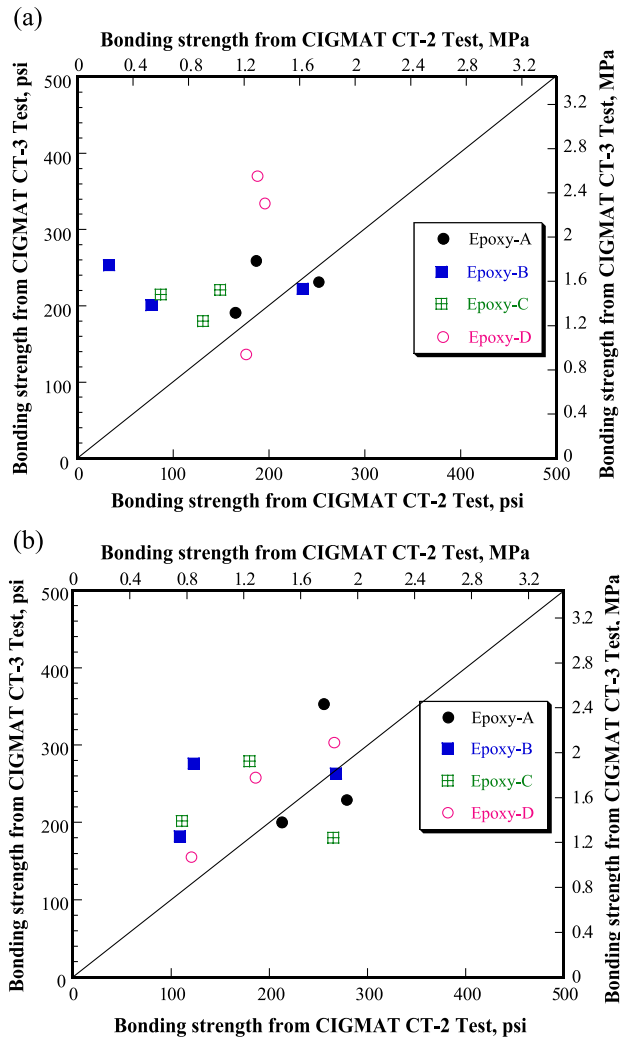 (a)
Bonding strength from CIGMAT CT-2 Test, MPa
0 0.4 0.8 1.2 1.6 2 2.4 2.8 3.2
Bonding strength from CIGMAT CT-3 Test, psi
500
400
300
200
100
0
Epoxy-A
Epoxy-B
Epoxy-C
Epoxy-D
3.2
2.8
2.4
2
1.6
1.2
0.8
0.4
0
Bonding strength from CIGMAT CT-3 Test, MPa
0 100 200 300 400 500
Bonding strength from CIGMAT CT-2 Test, psi
(b)
Bonding strength from CIGMAT CT-2 Test, MPa
0 0.4 0.8 1.2 1.6 2 2.4 2.8 3.2
Bonding strength from CIGMAT CT-3 Test, psi
500
400
300
200
100
0
Epoxy-A
Epoxy-B
Epoxy-C
Epoxy-D
3.2
2.8
2.4
2
1.6
1.2
0.8
0.4
0
Bonding strength from CIGMAT CT-3 Test, MPa
0 100 200 300 400 500
Bonding strength from CIGMAT CT-2 Test, psi